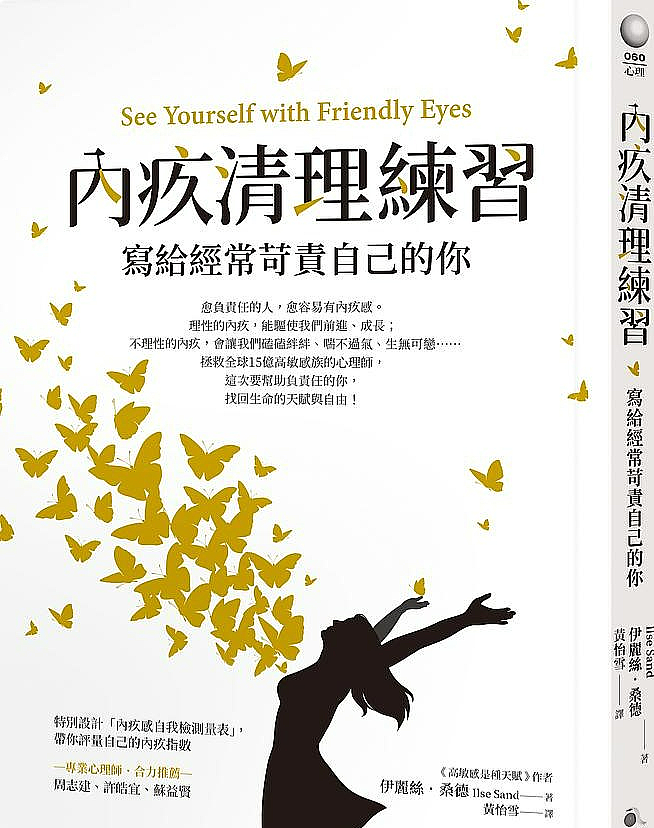 See Yourself with Friendly Eyes
內疚清理練習
寫給經常苛責自己的你
愈負責任的人，愈容易有內疚感。
理性的內疚，能驅使我們前進、成長；
不理性的內疚，會讓我們磕磕絆絆、喘不過氣、生無可戀……
拯救全球15億高敏感族的心理師，
這次要幫助負責任的你，
找回生命的天賦與自由！
特別設計「內疚感自我檢測量表」，
帶你評量自己的內疚指數
—專業心理師．合力推薦—
周志建、許皓宜、蘇益賢
《高敏感是種天賦》作者
伊麗絲．桑德 Ilse Sand——著
黃怡雪——譯
060
心理
內疚清理練習
寫給經常苛責自己的你
Ilse Sand
伊麗絲．桑德——著
黃怡雪——譯